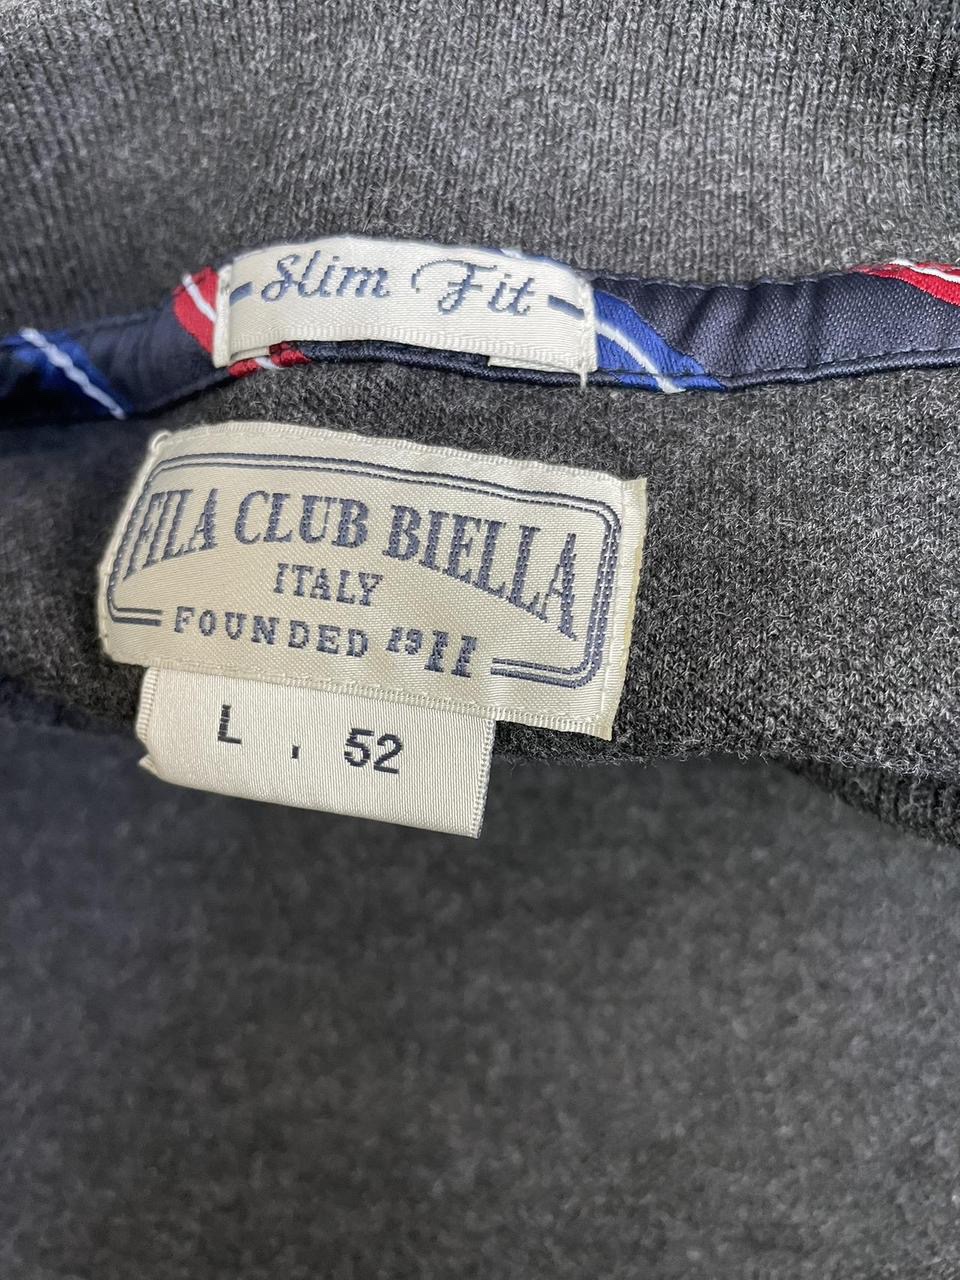 Slim Fit
FILA CLUB BIELLA
ITALY
FOUNDED 1911
L . 52